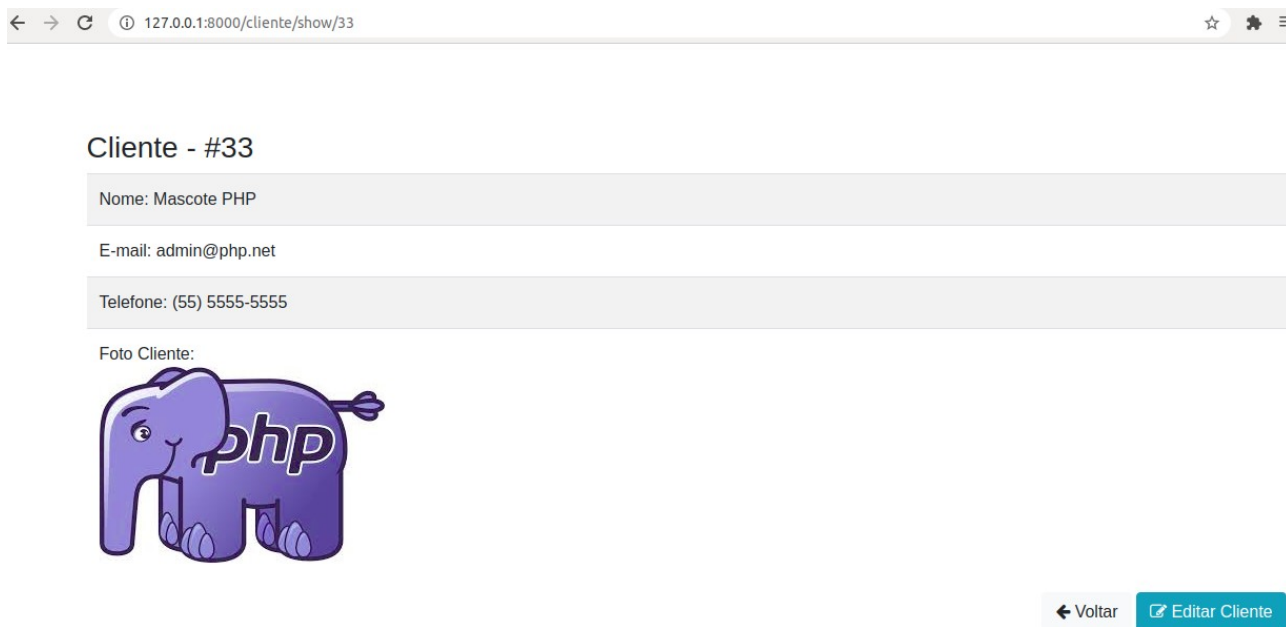 127.0.0.1:8000/cliente/show/33
Cliente - #33
Nome: Mascote PHP
E-mail: admin@php.net
Telefone: (55) 5555-5555
Foto Cliente:
php
Voltar
Editar Cliente